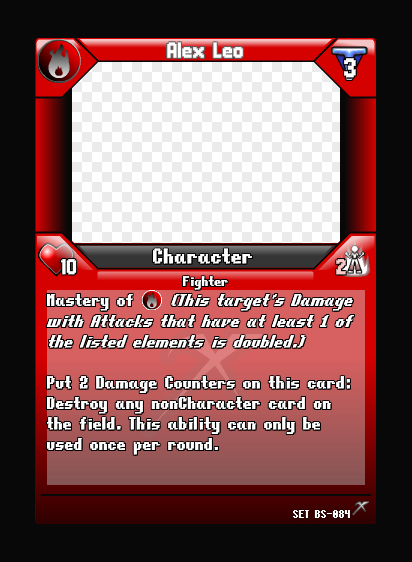 Alex Leo
3
Character
10
2
Fighter
Mastery of (This target's Damage
with Attacks that have at least 1 of
the listed elements is doubled.)
Put 2 Damage Counters on this card:
Destroy any nonCharacter card on
the field. This ability can only be
used once per round.
SET BS-084